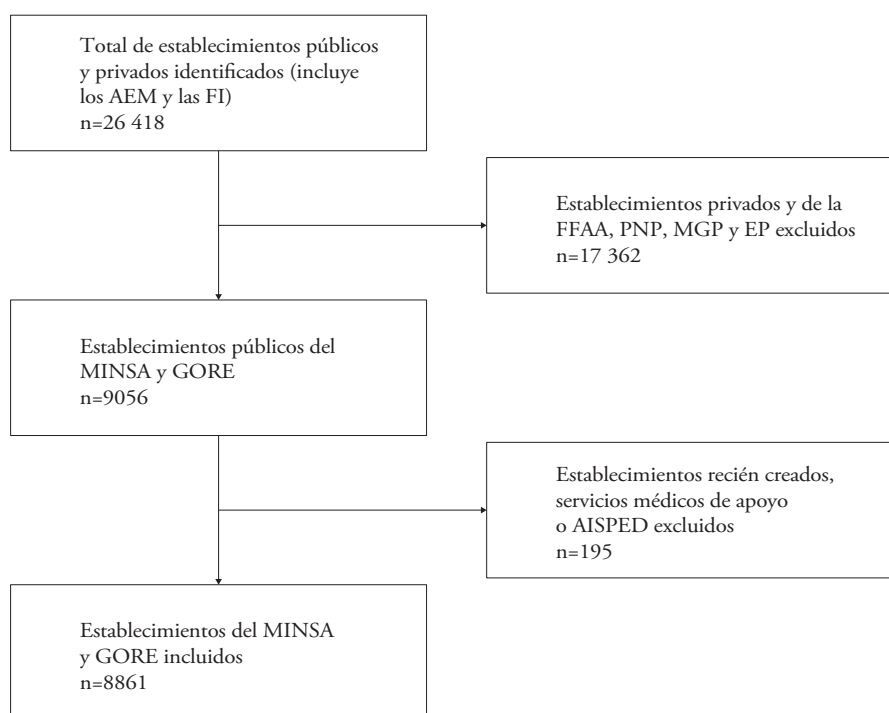 Total de establecimientos públicos
y privados identificados (incluye
los AEM y las FI)
n=26 418
Establecimientos privados y de la
FFAA, PNP, MGP y EP excluidos
n=17 362
Establecimientos públicos del
MINSA y GORE
n=9056
Establecimientos recién creados,
servicios médicos de apoyo
o AISPED excluidos
n=195
Establecimientos del MINSA
y GORE incluidos
n=8861